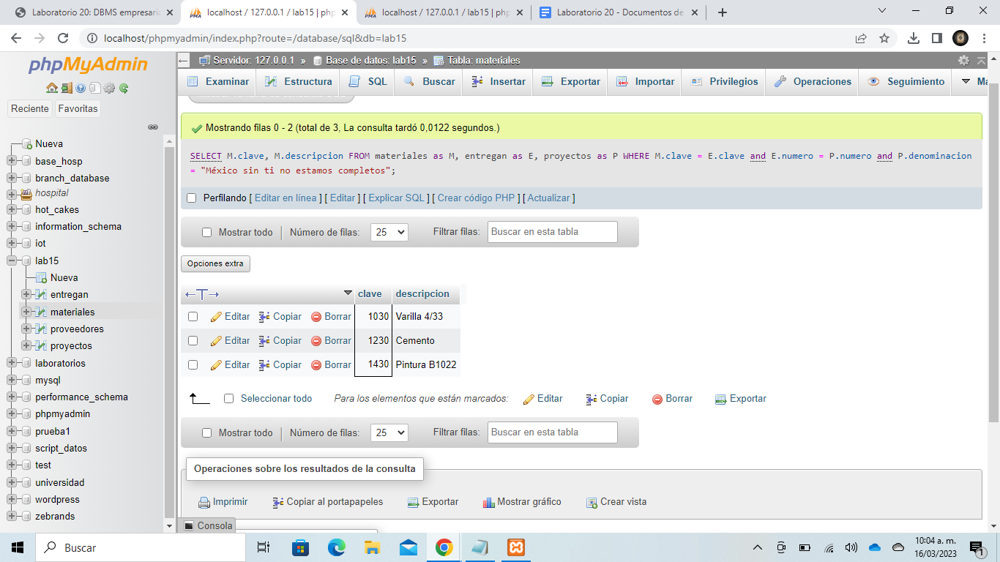 Laboratorio 20: DBMS empresaria
localhost / 127.0.0.1 / lab15 | php
localhost / 127.0.0.1 / lab15 | php
Laboratorio 20 - Documentos de
localhost/phpmyadmin/index.php?route=/database/sql&db=lab15
phpMyAdmin
Reciente
Favoritas
Nueva
base_hosp
branch_database
hospital
hot_cakes
information_schema
iot
lab15
Nueva
entregan
materiales
proveedores
proyectos
laboratorios
mysql
performance_schema
phpmyadmin
prueba1
script_datos
test
universidad
wordpress
zebrands
Servidor: 127.0.0.1 » Base de datos: lab15 » Tabla: materiales
Examinar Estructura SQL Buscar Insertar Exportar Importar Privilegios Operaciones Seguimiento Má
Mostrando filas 0 - 2 (total de 3, La consulta tardó 0,0122 segundos.)
SELECT M.clave, M.descripcion FROM materiales as M, entregan as E, proyectos as P WHERE M.clave = E.clave and E.numero = P.numero and P.denominacion
= "México sin ti no estamos completos";
Perfilando [ Editar en línea ] [ Editar ] [ Explicar SQL ] [ Crear código PHP ] [ Actualizar ]
Mostrar todo | Número de filas: 25 Filtrar filas: Buscar en esta tabla
Opciones extra
←T→ clave descripcion
Editar Copiar Borrar 1030 Varilla 4/33
Editar Copiar Borrar 1230 Cemento
Editar Copiar Borrar 1430 Pintura B1022
Seleccionar todo Para los elementos que están marcados: Editar Copiar Borrar Exportar
Mostrar todo | Número de filas: 25 Filtrar filas: Buscar en esta tabla
Operaciones sobre los resultados de la consulta
Imprimir Copiar al portapapeles Exportar Mostrar gráfico Crear vista
Consola
Buscar
10:04 a. m.
16/03/2023
1